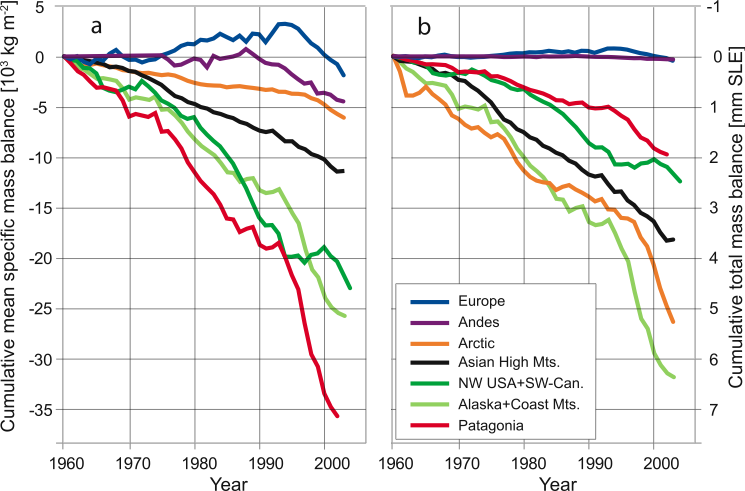 a
b
Cumulative mean specific mass balance [10³ kg m⁻²]
5
0
-5
-10
-15
-20
-25
-30
-35
1960
1970
1980
1990
2000
Year
Europe
Andes
Arctic
Asian High Mts.
NW USA+SW-Can.
Alaska+Coast Mts.
Patagonia
1960
1970
1980
1990
2000
Year
-1
0
1
2
3
4
5
6
7
Cumulative total mass balance [mm SLE]